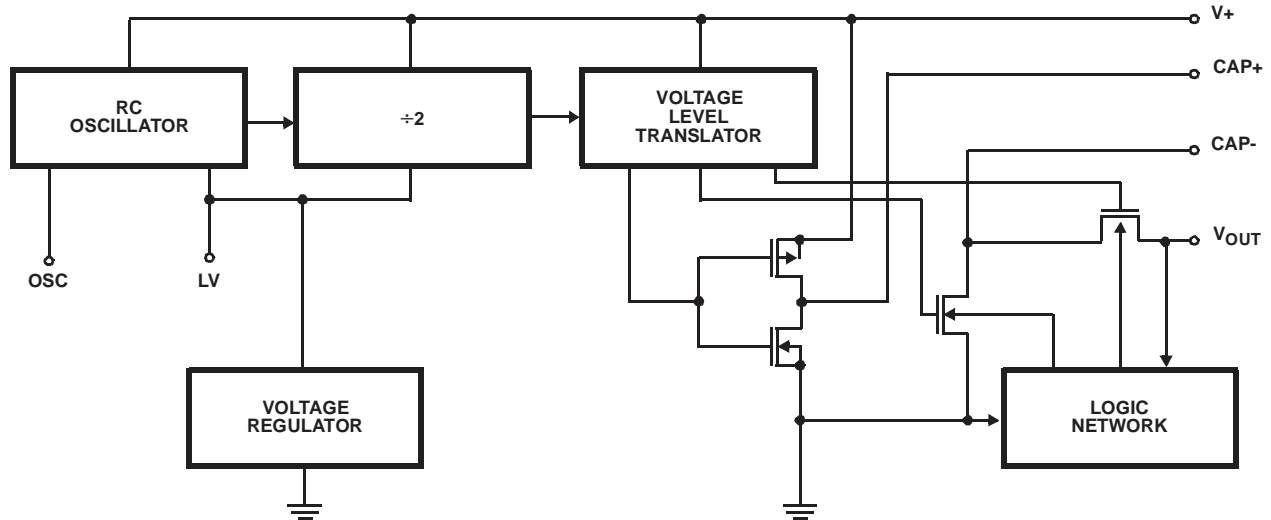 V+
CAP+
RC
OSCILLATOR
÷2
VOLTAGE
LEVEL
TRANSLATOR
CAP-
VOUT
OSC
LV
VOLTAGE
REGULATOR
LOGIC
NETWORK